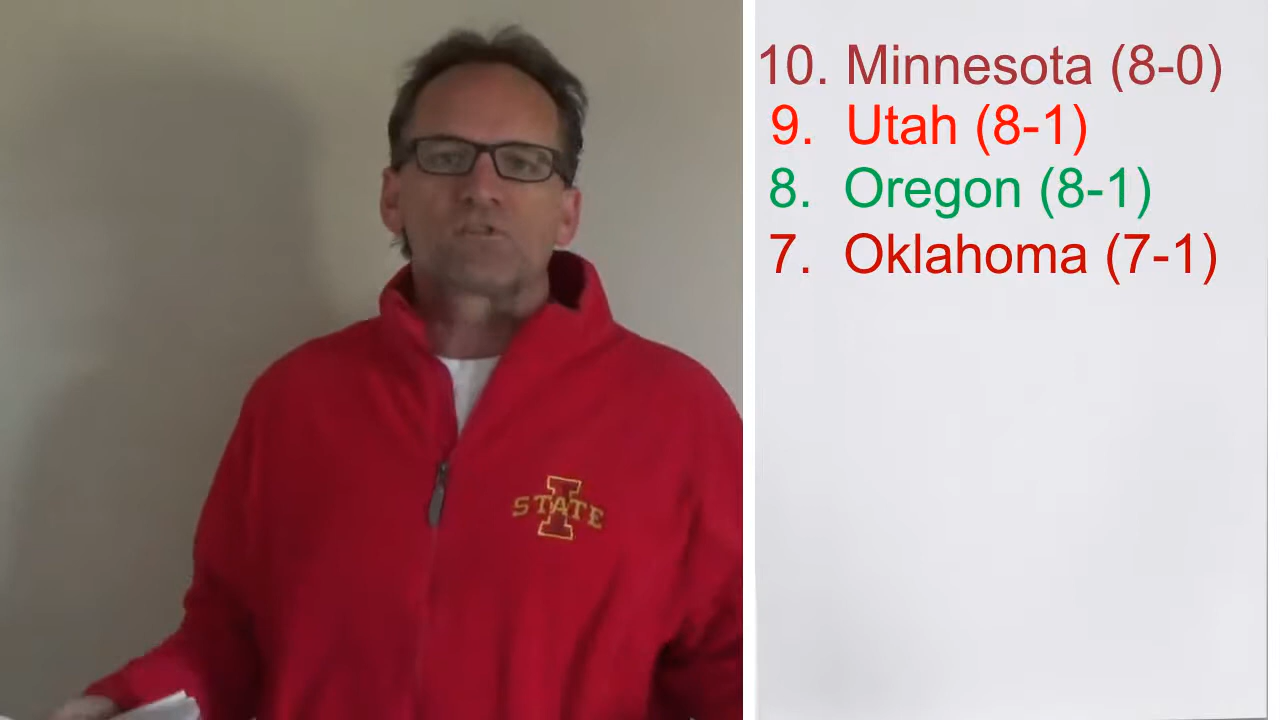 10. Minnesota (8-0)
9. Utah (8-1)
8. Oregon (8-1)
7. Oklahoma (7-1)
I
STATE